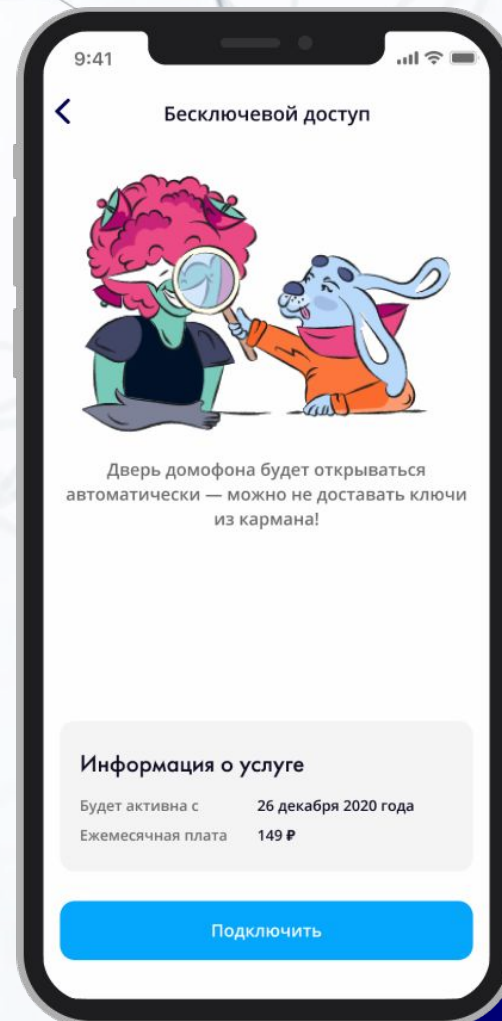 9:41
Бесключевой доступ
Дверь домофона будет открываться
автоматически — можно не доставать ключи
из кармана!
Информация о услуге
Будет активна с 26 декабря 2020 года
Ежемесячная плата 149 ₽
Подключить